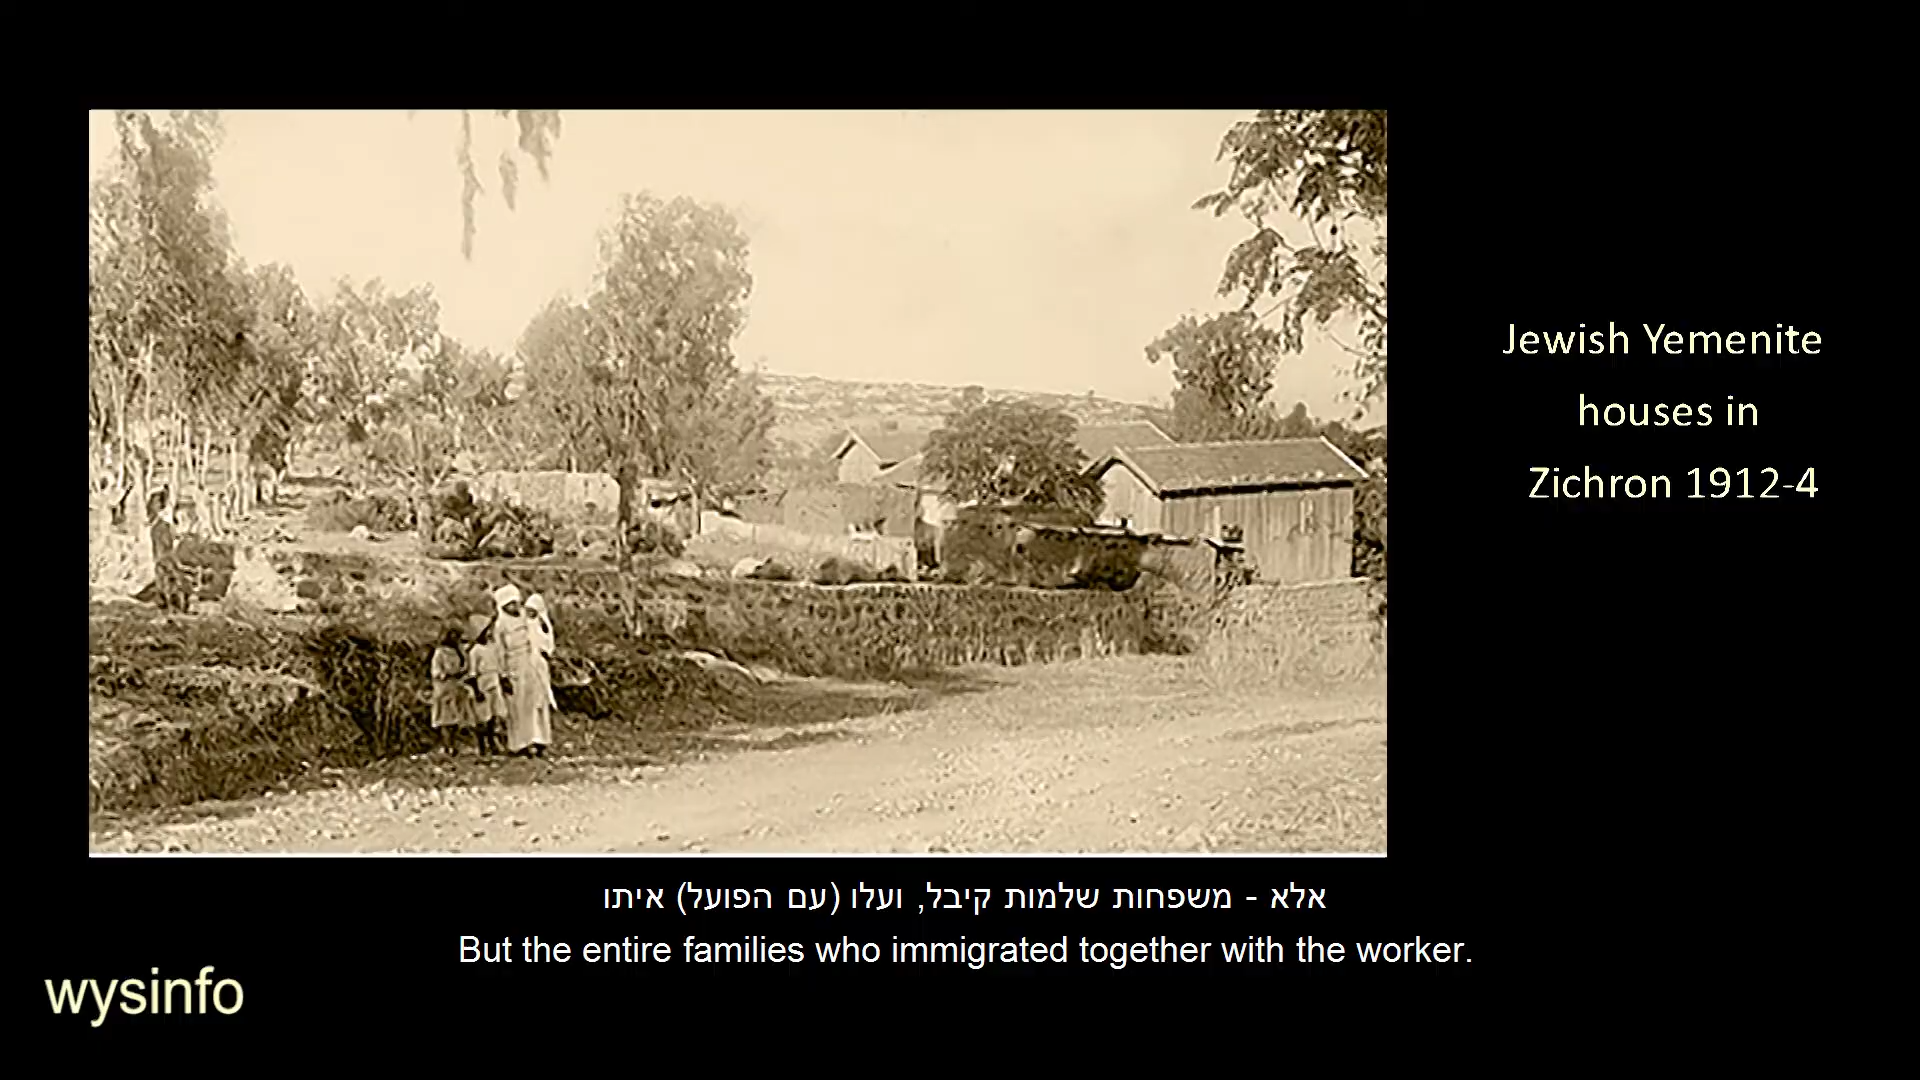 Jewish Yemenite
houses in
Zichron 1912-4
אלא - משפחות שלמות קיבל, ועלו (עם הפועל) איתו
But the entire families who immigrated together with the worker.
wysinfo